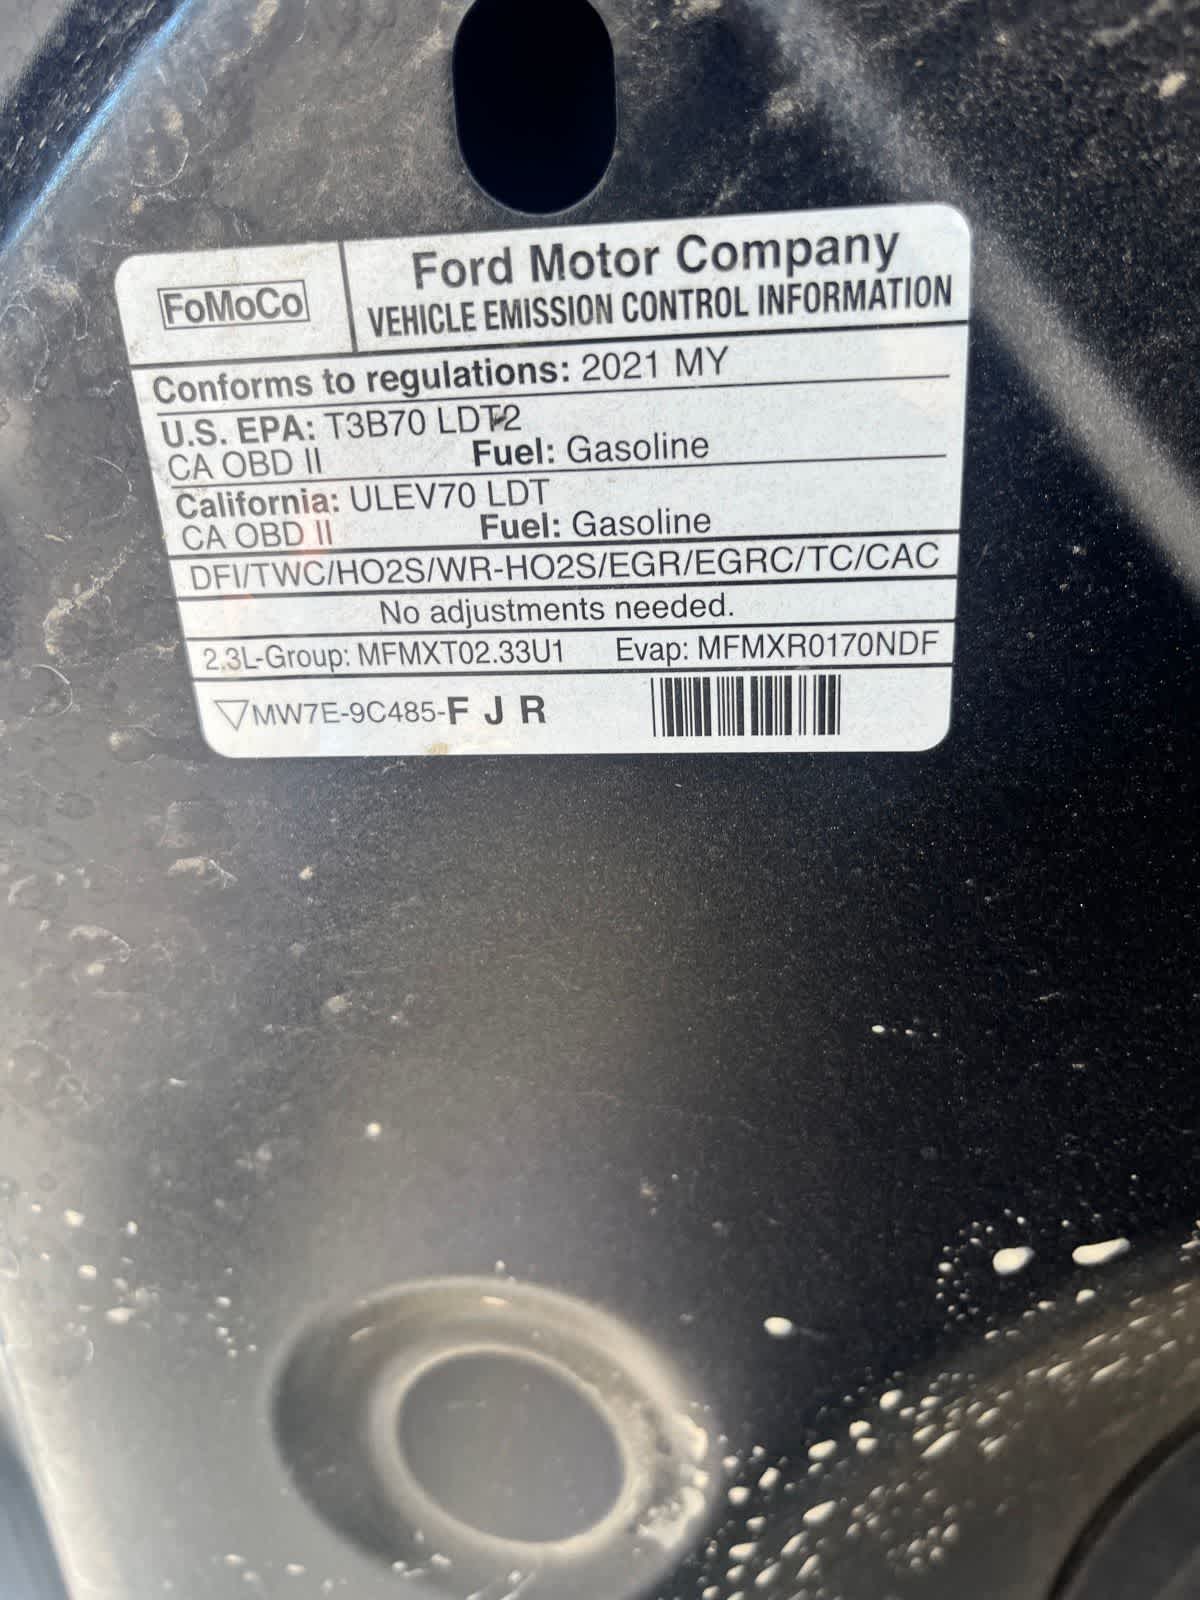 FoMoCo
Ford Motor Company
VEHICLE EMISSION CONTROL INFORMATION
Conforms to regulations: 2021 MY
U.S. EPA: T3B70 LDT2
CA OBD II Fuel: Gasoline
California: ULEV70 LDT
CA OBD II Fuel: Gasoline
DFI/TWC/HO2S/WR-HO2S/EGR/EGRC/TC/CAC
No adjustments needed.
2.3L-Group: MFMXT02.33U1 Evap: MFMXR0170NDF
MW7E-9C485-F J R